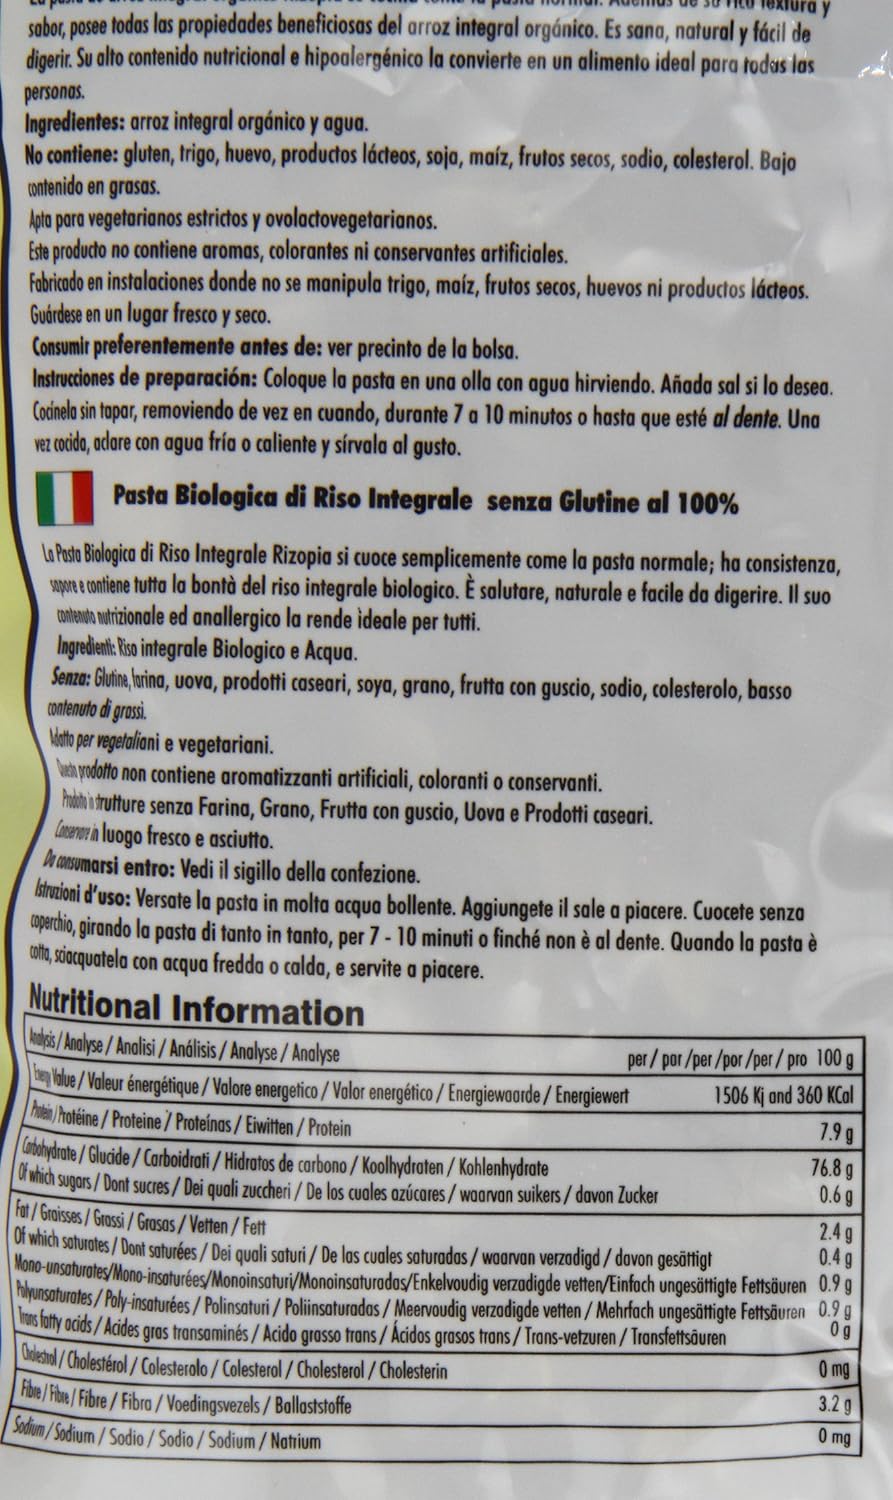 sabor, posee todas las propiedades beneficiosas del arroz integral orgánico. Es sana, natural y fácil de
digerir. Su alto contenido nutricional e hipoalergénico la convierte en un alimento ideal para todas las
personas.
Ingredientes: arroz integral orgánico y agua.
No contiene: gluten, trigo, huevo, productos lácteos, soja, maíz, frutos secos, sodio, colesterol. Bajo
contenido en grasas.
Apta para vegetarianos estrictos y ovolactovegetarianos.
Este producto no contiene aromas, colorantes ni conservantes artificiales.
Fabricado en instalaciones donde no se manipula trigo, maíz, frutos secos, huevos ni productos lácteos.
Guárdese en un lugar fresco y seco.
Consumir preferentemente antes de: ver precinto de la bolsa.
Instrucciones de preparación: Coloque la pasta en una olla con agua hirviendo. Añada sal si lo desea.
Cocínela sin tapar, removiendo de vez en cuando, durante 7 a 10 minutos o hasta que esté al dente. Una
vez cocida, aclare con agua fría o caliente y sírvala al gusto.
Pasta Biologica di Riso Integrale senza Glutine al 100%
La Pasta Biologica di Riso Integrale Rizopia si cuoce semplicemente come la pasta normale; ha consistenza,
sapore e contiene tutta la bontà del riso integrale biologico. È salutare, naturale e facile da digerire. Il suo
contenuto nutrizionale ed anallergico la rende ideale per tutti.
Ingredienti: Riso integrale Biologico e Acqua.
Senza: Glutine, farina, uova, prodotti caseari, soya, grano, frutta con guscio, sodio, colesterolo, basso
contenuto di grassi.
Adatto per vegetaliani e vegetariani.
Questo prodotto non contiene aromatizzanti artificiali, coloranti o conservanti.
Prodotto in strutture senza Farina, Grano, Frutta con guscio, Uova e Prodotti caseari.
Conservare in luogo fresco e asciutto.
Da consumarsi entro: Vedi il sigillo della confezione.
Istruzioni d'uso: Versate la pasta in molta acqua bollente. Aggiungete il sale a piacere. Cuocete senza
coperchio, girando la pasta di tanto in tanto, per 7 - 10 minuti o finché non è al dente. Quando la pasta è
cotta, sciacquatela con acqua fredda o calda, e servite a piacere.
Nutritional Information
Analysis / Analyse / Analisi / Análisis / Analyse / Analyse per / par /per /por /per / pro 100 g
Energy Value / Valeur énergétique / Valore energetico / Valor energético / Energiewaarde / Energiewert 1506 Kj and 360 KCal
Protein / Protéine / Proteine / Proteínas / Eiwitten / Protein 7.9 g
Carbohydrate / Glucide / Carboidrati / Hidratos de carbono / Koolhydraten / Kohlenhydrate 76.8 g
Of which sugars / Dont sucres / Dei quali zuccheri / De los cuales azúcares / waarvan suikers / davon Zucker 0.6 g
Fat / Graisses / Grassi / Grasas / Vetten / Fett 2.4 g
Of which saturates / Dont saturées / Dei quali saturi / De las cuales saturadas / waarvan verzadigd / davon gesättigt 0.4 g
Mono-unsaturates/Mono-insaturées/Monoinsaturi/Monoinsaturadas/Enkelvoudig verzadigde vetten/Einfach ungesättigte Fettsäuren 0.9 g
Polyunsaturates / Poly-insaturées / Polinsaturi / Poliinsaturadas / Meervoudig verzadigde vetten / Mehrfach ungesättigte Fettsäuren 0.9 g
Trans fatty acids / Acides gras transaminés / Acido grasso trans / Ácidos grasos trans / Trans-vetzuren / Transfettsäuren 0 g
Cholestrol / Cholestérol / Colesterolo / Colesterol / Cholesterol / Cholesterin 0 mg
Fibre / Fibre / Fibre / Fibra / Voedingsvezels / Ballaststoffe 3.2 g
Sodium / Sodium / Sodio / Sodio / Sodium / Natrium 0 mg